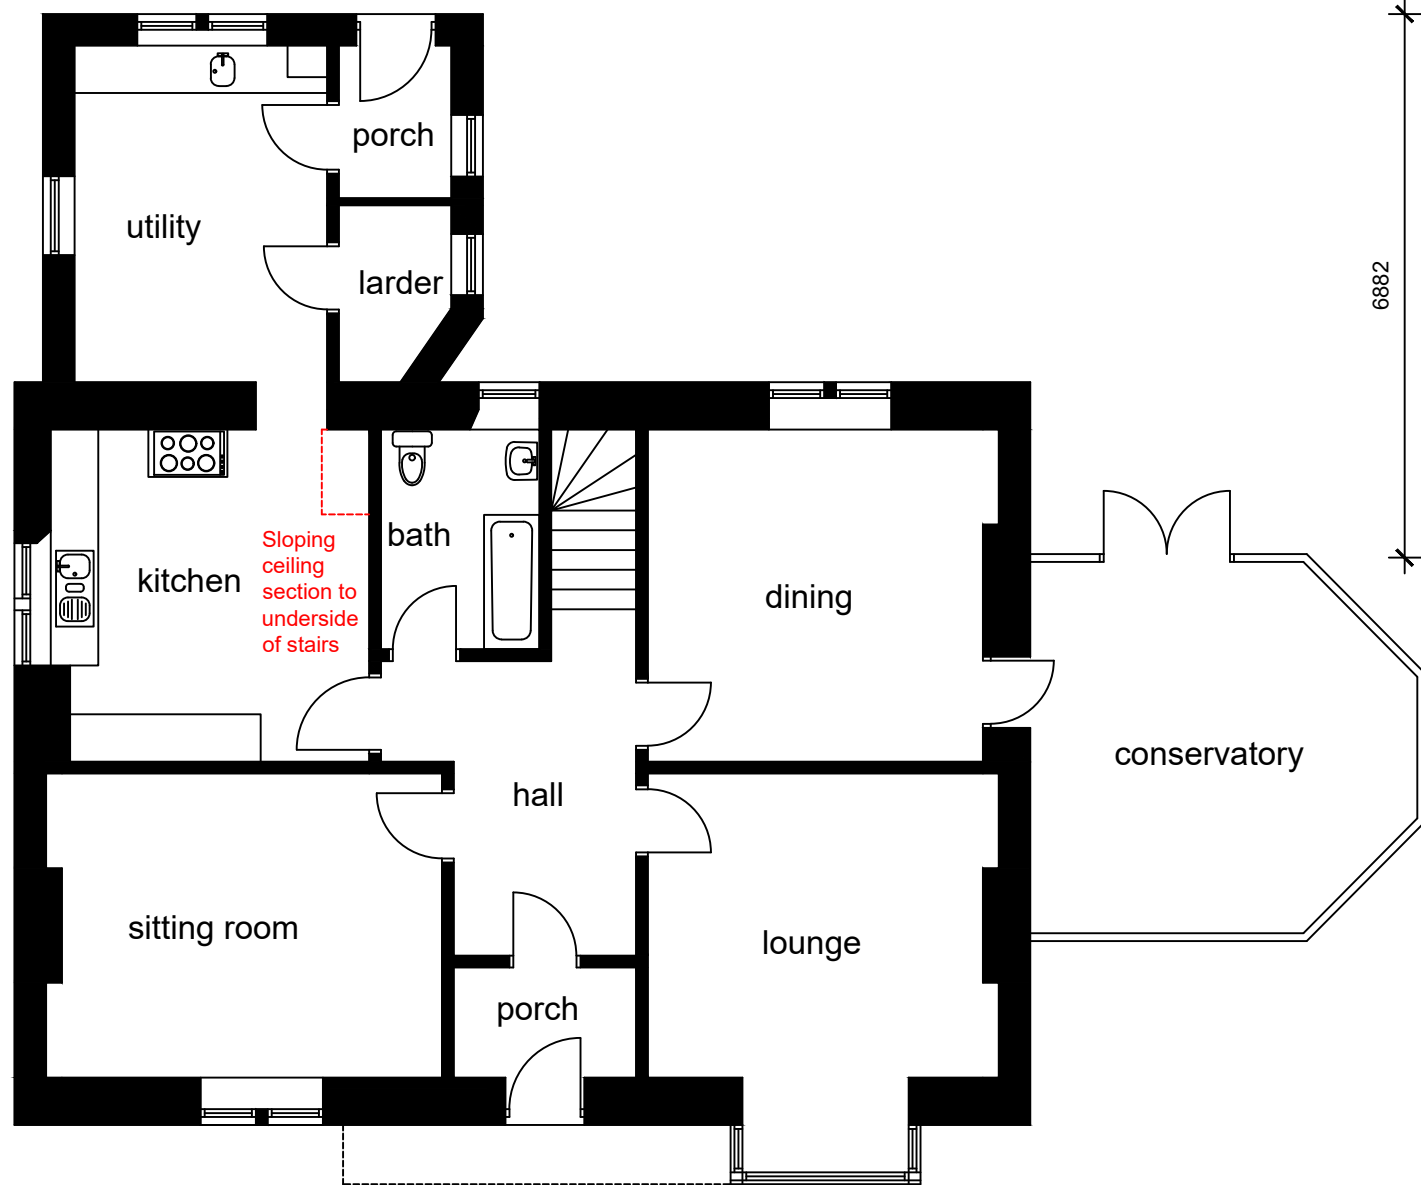 porch
utility
larder
6882
Sloping
ceiling
section to
underside
of stairs
bath
kitchen
dining
conservatory
hall
sitting room
lounge
porch